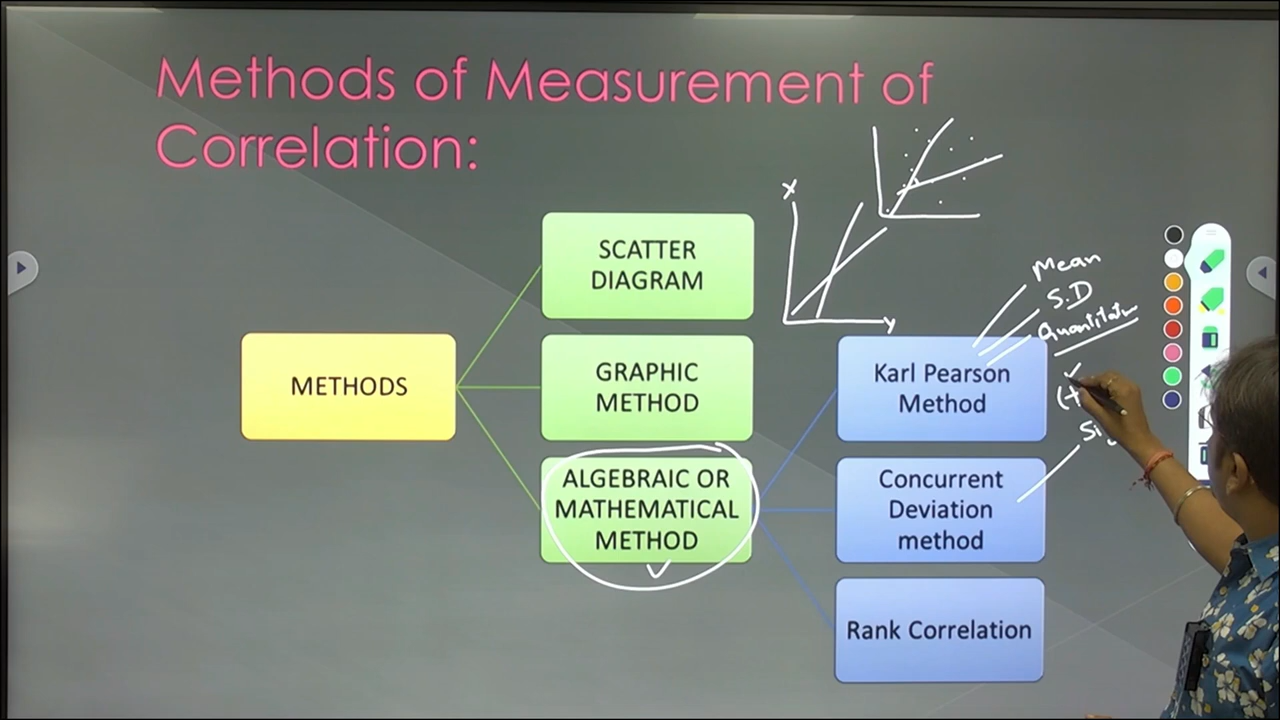 Methods of Measurement of
Correlation:
METHODS
SCATTER
DIAGRAM
GRAPHIC
METHOD
ALGEBRAIC OR
MATHEMATICAL
METHOD
X
Y
Mean
S.D
Karl Pearson
Method
Concurrent
Deviation
method
Rank Correlation